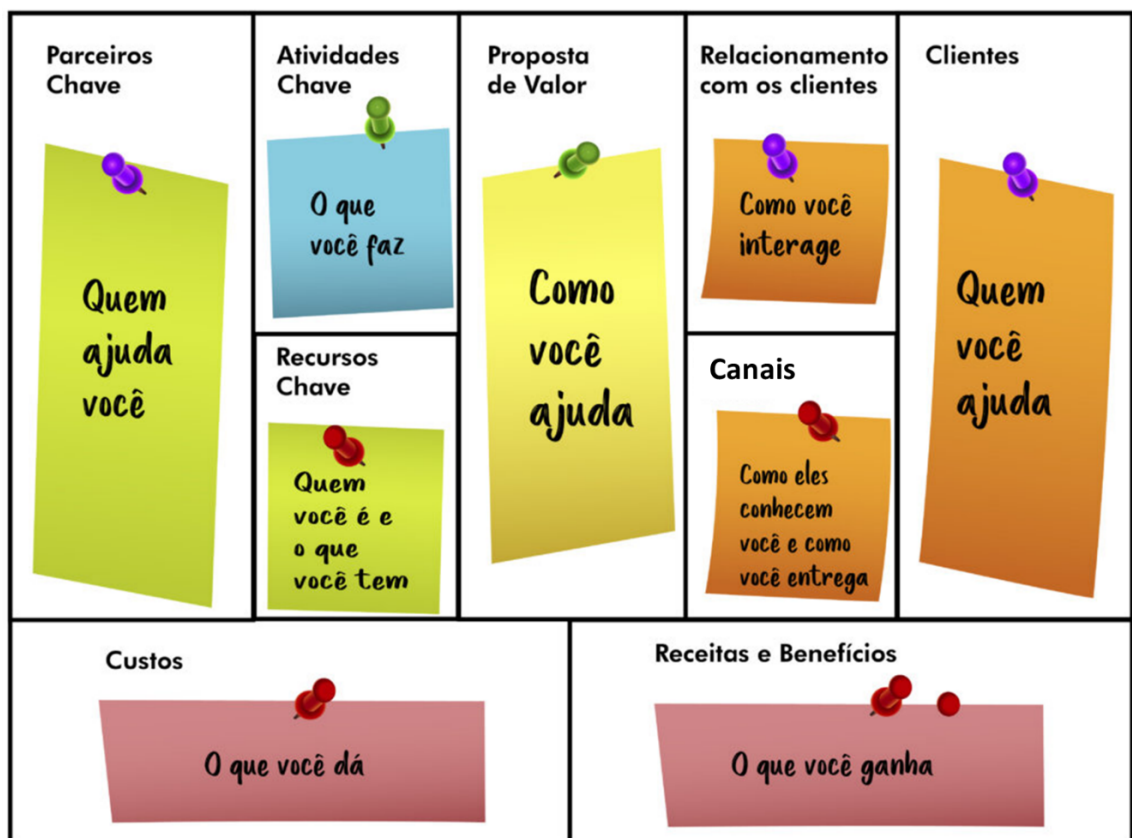 Parceiros
Chave
Quem
ajuda
você
Atividades
Chave
O que
você faz
Recursos
Chave
Quem
você é e
o que
você tem
Proposta
de Valor
Como
você
ajuda
Relacionamento
com os clientes
Como você
interage
Canais
Como eles
conhecem
você e como
você entrega
Clientes
Quem
você
ajuda
Custos
O que você dá
Receitas e Benefícios
O que você ganha